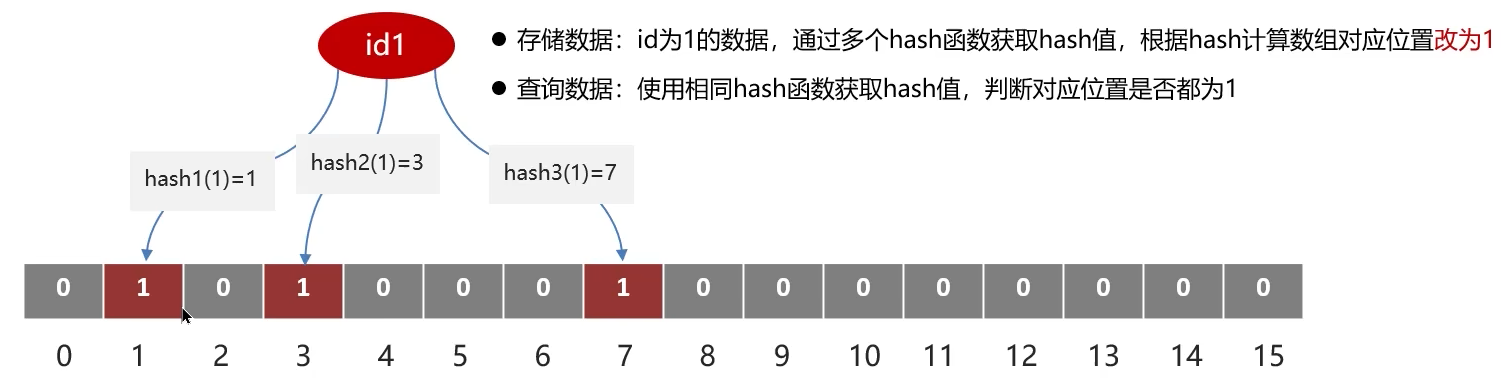 id1
● 存储数据：id为1的数据，通过多个hash函数获取hash值，根据hash计算数组对应位置改为1
● 查询数据：使用相同hash函数获取hash值，判断对应位置是否都为1
hash1(1)=1
hash2(1)=3
hash3(1)=7
0 1 0 1 0 0 0 1 0 0 0 0 0 0 0 0
0 1 2 3 4 5 6 7 8 9 10 11 12 13 14 15